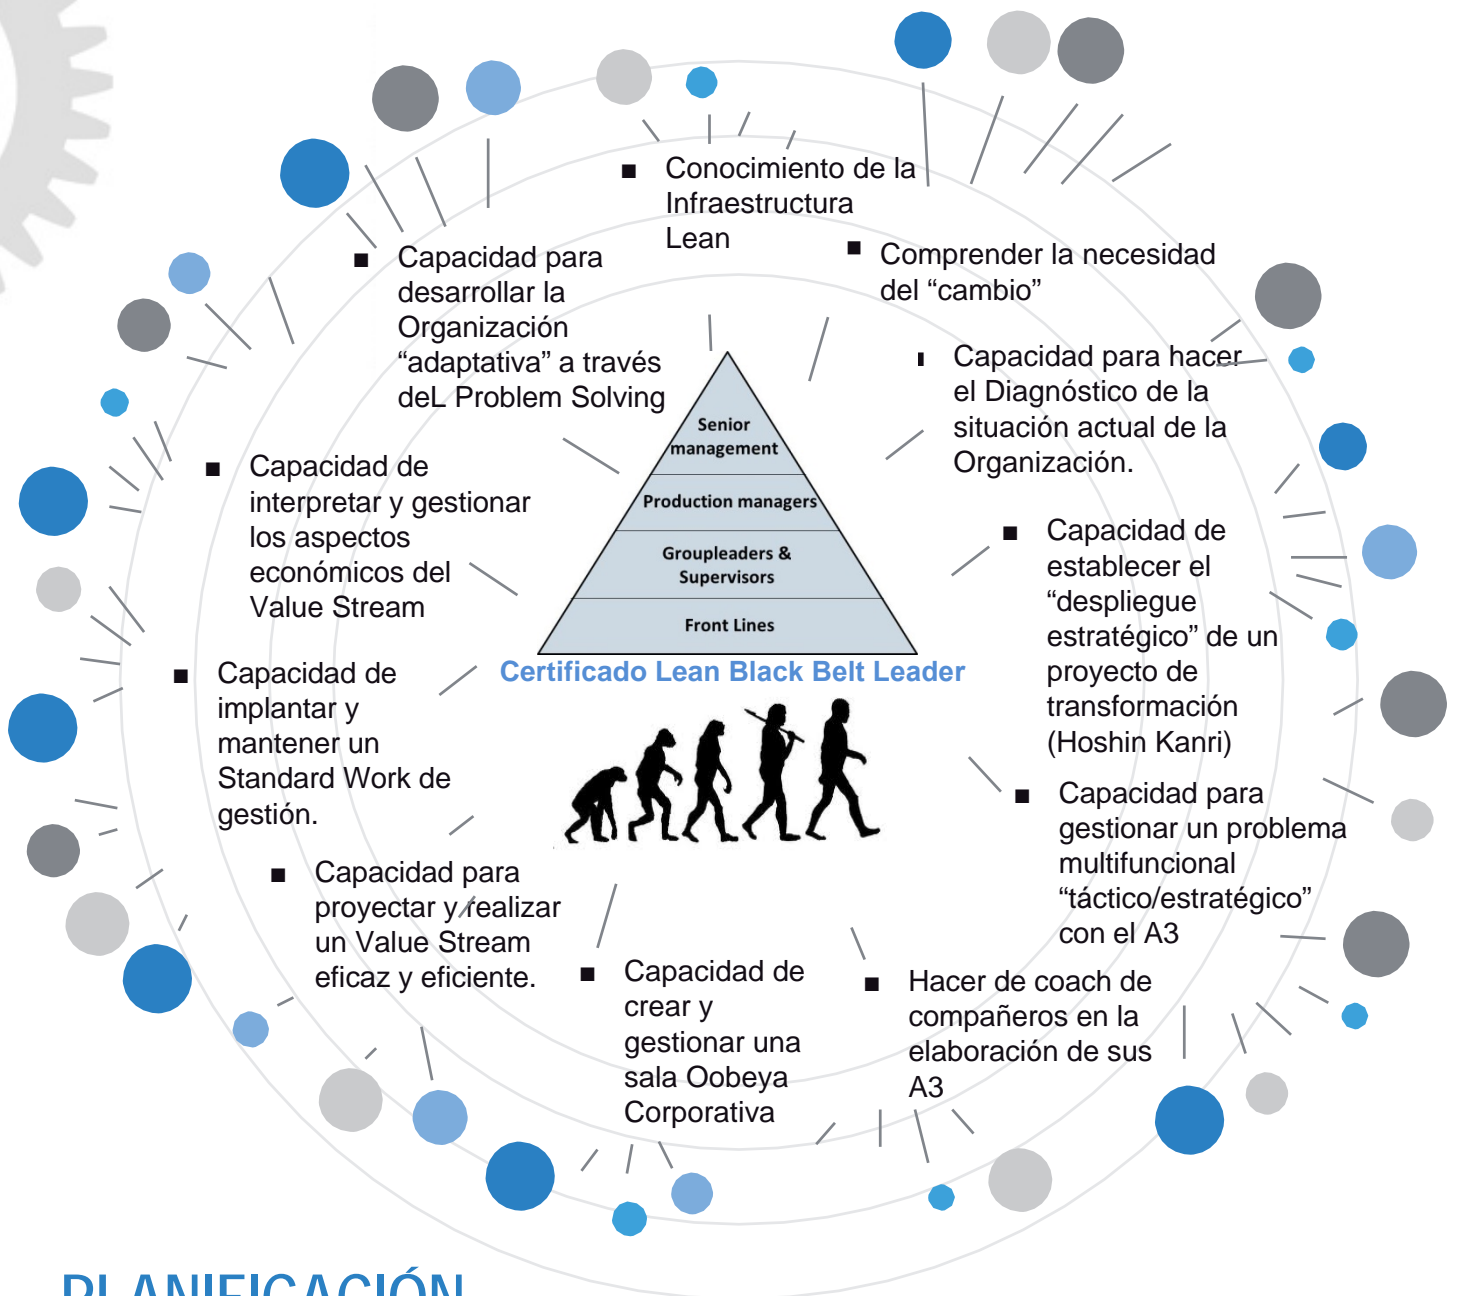 ■ Conocimiento de la
Infraestructura
Lean
■ Comprender la necesidad
del “cambio”
■ Capacidad para hacer
el Diagnóstico de la
situación actual de la
Organización.
■ Capacidad de
establecer el
“despliegue
estratégico” de un
proyecto de
transformación
(Hoshin Kanri)
■ Capacidad para
gestionar un problema
multifuncional
“táctico/estratégico”
con el A3
■ Hacer de coach de
compañeros en la
elaboración de sus
A3
■ Capacidad de
crear y
gestionar una
sala Oobeya
Corporativa
■ Capacidad para
proyectar y realizar
un Value Stream
eficaz y eficiente.
■ Capacidad de
implantar y
mantener un
Standard Work de
gestión.
■ Capacidad de
interpretar y gestionar
los aspectos
económicos del
Value Stream
■ Capacidad para
desarrollar la
Organización
“adaptativa” a través
deL Problem Solving
Senior
management
Production managers
Groupleaders &
Supervisors
Front Lines
Certificado Lean Black Belt Leader
PLANIFICACIÓN